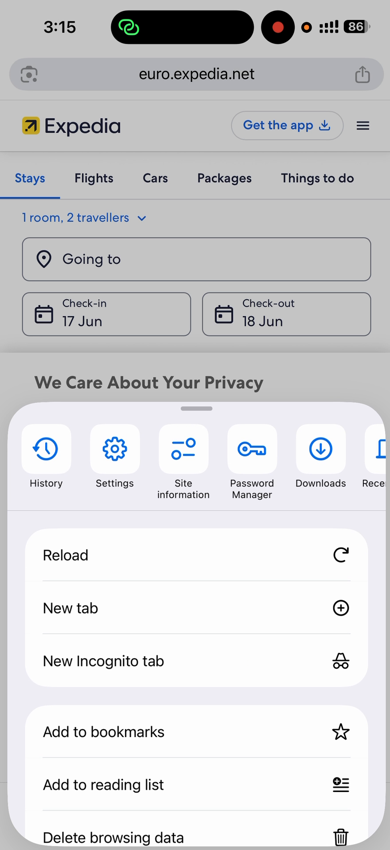 3:15
86
euro.expedia.net
Expedia
Get the app
Stays
Flights
Cars
Packages
Things to do
1 room, 2 travellers
Going to
Check-in
17 Jun
Check-out
18 Jun
We Care About Your Privacy
History
Settings
Site
information
Password
Manager
Downloads
Rece
Reload
New tab
New Incognito tab
Add to bookmarks
Add to reading list
Delete browsing data